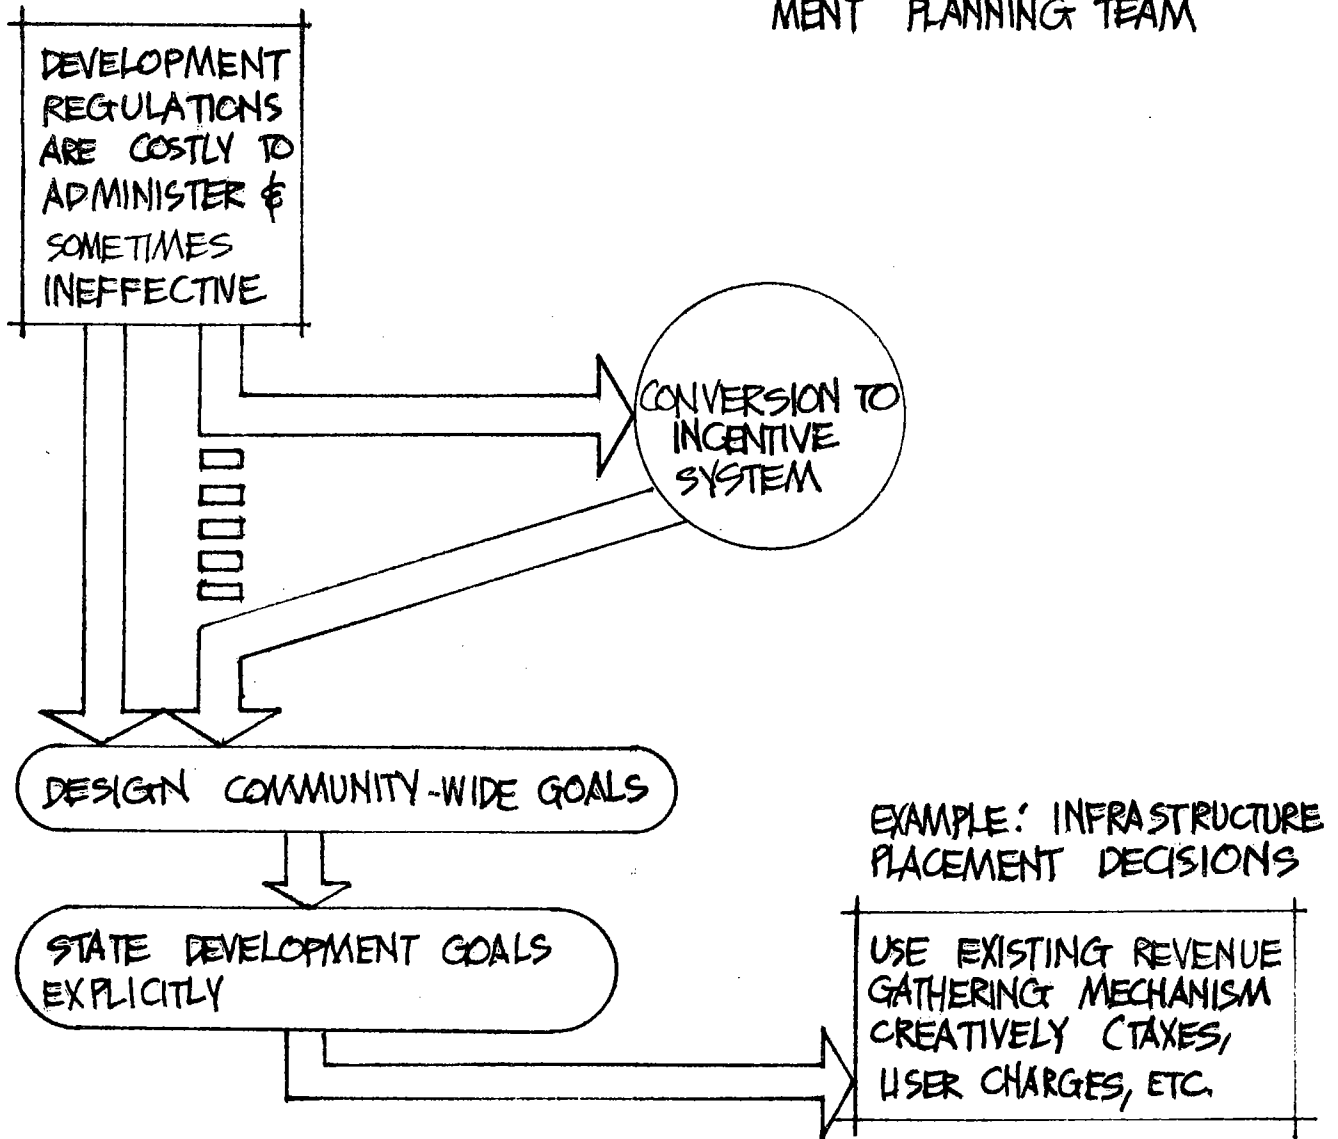 MENT PLANNING TEAM
DEVELOPMENT
REGULATIONS
ARE COSTLY TO
ADMINISTER &
SOMETIMES
INEFFECTIVE
CONVERSION TO
INCENTIVE
SYSTEM
DESIGN COMMUNITY-WIDE GOALS
STATE DEVELOPMENT GOALS
EXPLICITLY
EXAMPLE: INFRASTRUCTURE
PLACEMENT DECISIONS
USE EXISTING REVENUE
GATHERING MECHANISM
CREATIVELY (TAXES,
USER CHARGES, ETC.